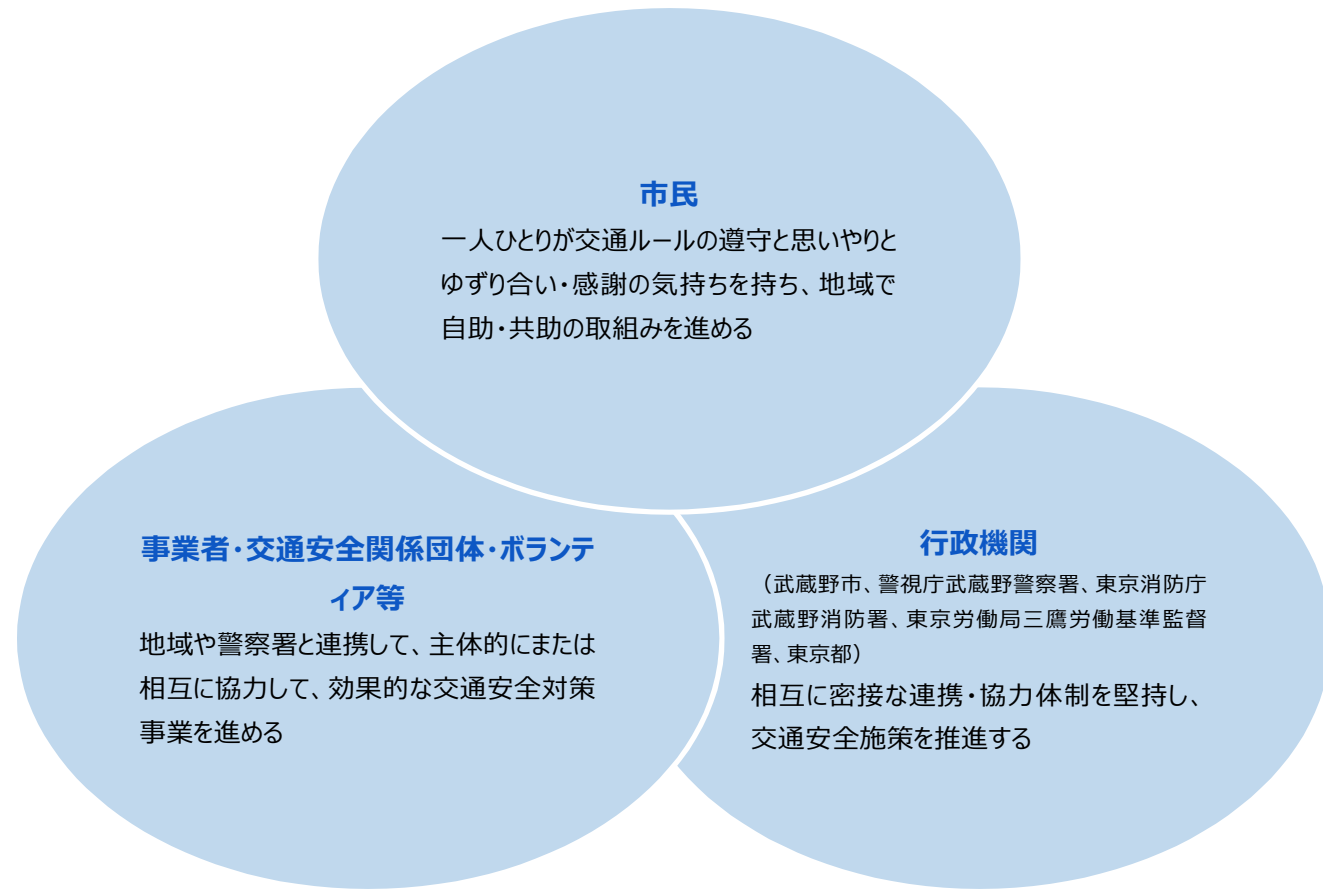 市民
一人ひとりが交通ルールの遵守と思いやりと
ゆずり合い・感謝の気持ちを持ち、地域で
自助・共助の取組みを進める
事業者・交通安全関係団体・ボランテ
ィア等
地域や警察署と連携して、主体的にまたは
相互に協力して、効果的な交通安全対策
事業を進める
行政機関
（武蔵野市、警視庁武蔵野警察署、東京消防庁
武蔵野消防署、東京労働局三鷹労働基準監督
署、東京都）
相互に密接な連携・協力体制を堅持し、
交通安全施策を推進する